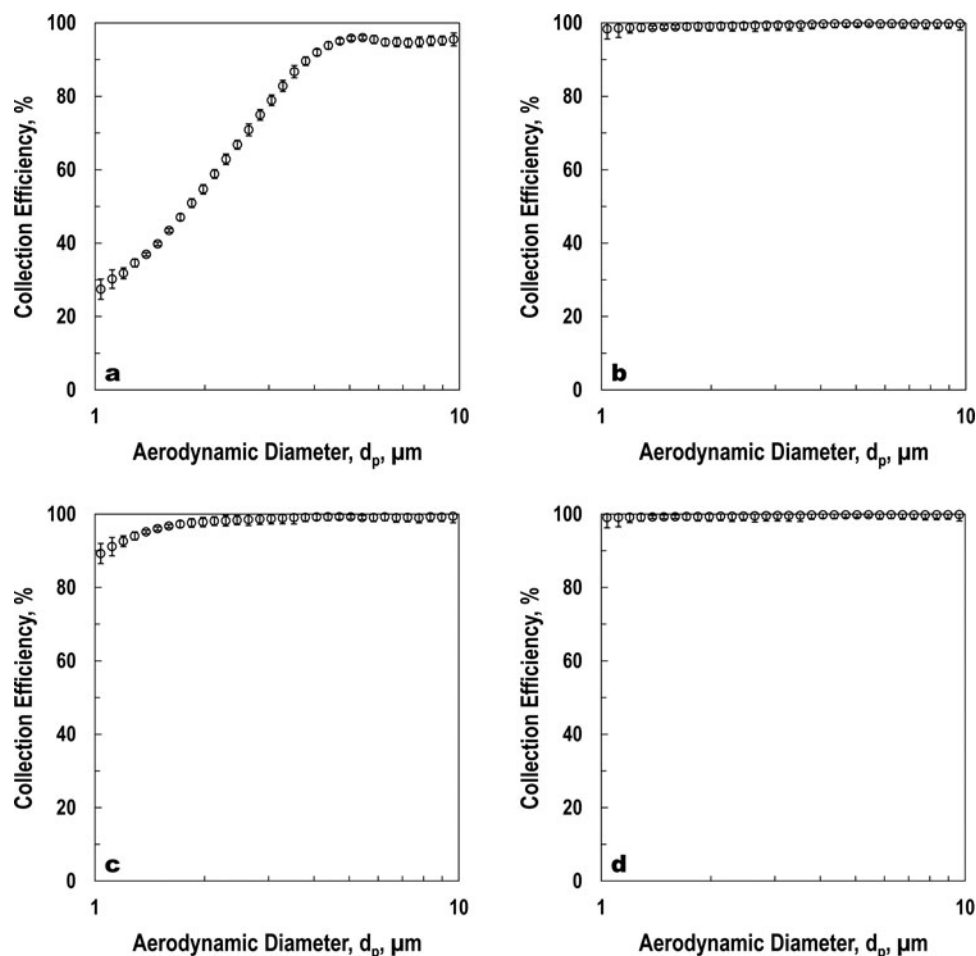 100
80
60
40
20
0
Collection Efficiency, %
a
1
10
Aerodynamic Diameter, dₚ, µm
100
80
60
40
20
0
Collection Efficiency, %
b
1
10
Aerodynamic Diameter, dₚ, µm
100
80
60
40
20
0
Collection Efficiency, %
c
1
10
Aerodynamic Diameter, dₚ, µm
100
80
60
40
20
0
Collection Efficiency, %
d
1
10
Aerodynamic Diameter, dₚ, µm